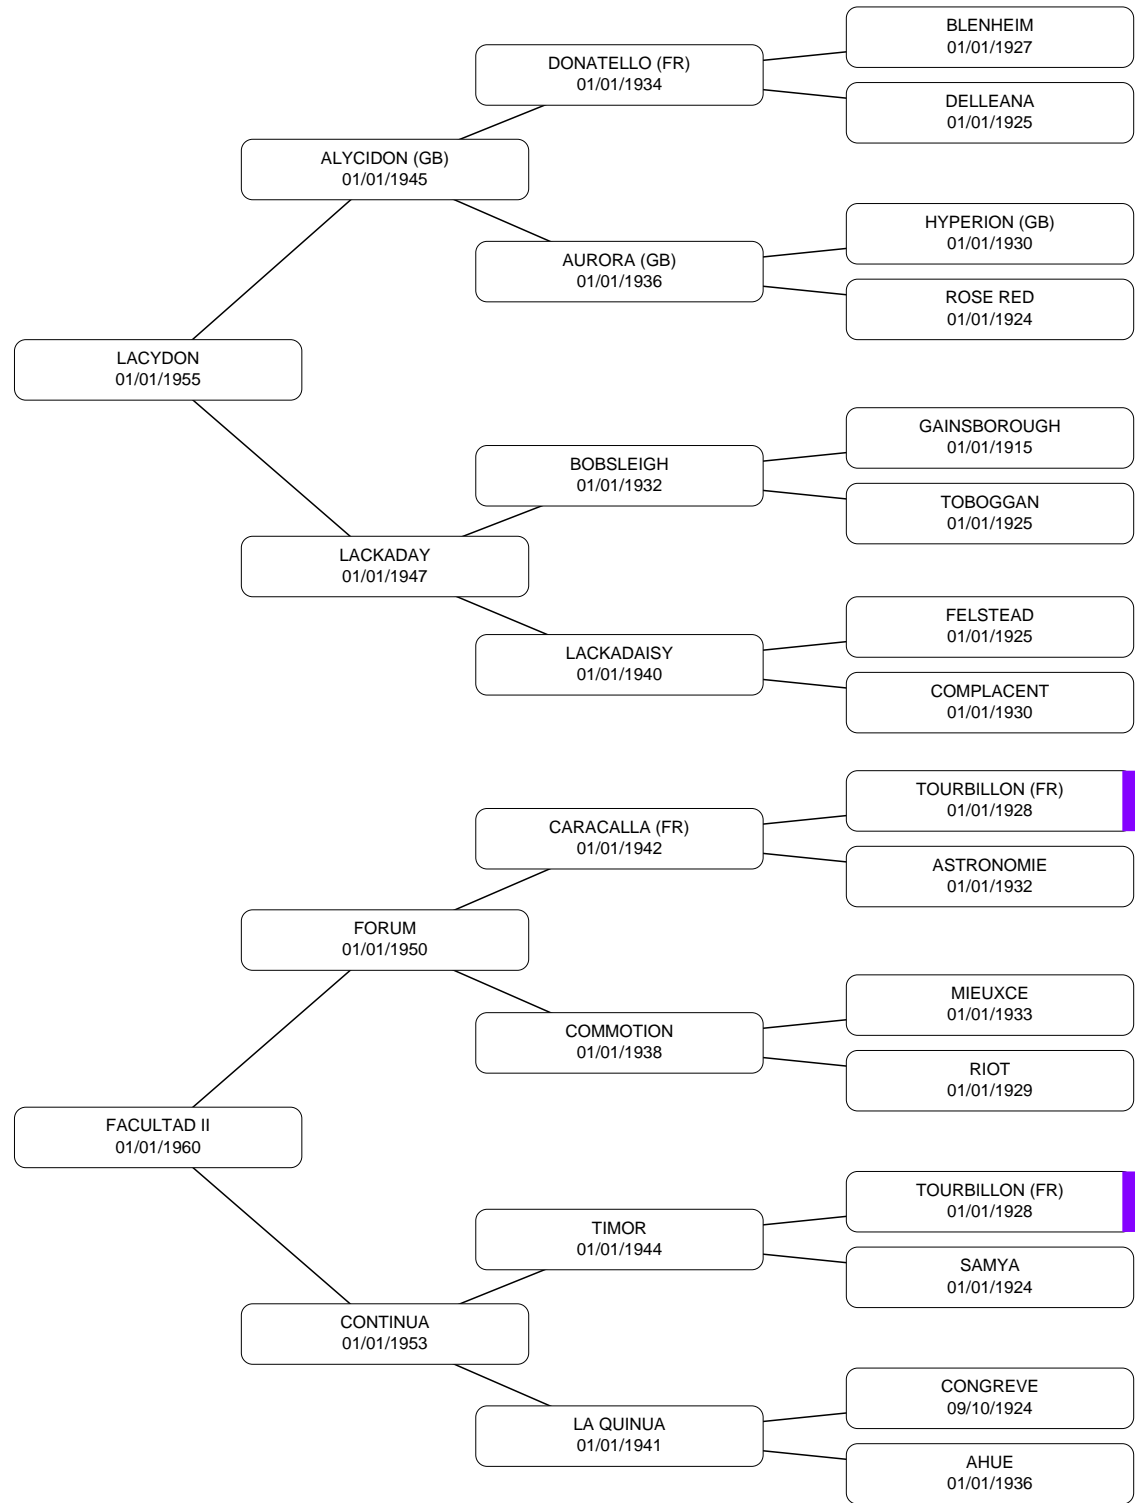 BLENHEIM
01/01/1927
DONATELLO (FR)
01/01/1934
DELLEANA
01/01/1925
ALYCIDON (GB)
01/01/1945
HYPERION (GB)
01/01/1930
AURORA (GB)
01/01/1936
ROSE RED
01/01/1924
LACYDON
01/01/1955
GAINSBOROUGH
01/01/1915
BOBSLEIGH
01/01/1932
TOBOGGAN
01/01/1925
LACKADAY
01/01/1947
FELSTEAD
01/01/1925
LACKADAISY
01/01/1940
COMPLACENT
01/01/1930
TOURBILLON (FR)
01/01/1928
CARACALLA (FR)
01/01/1942
ASTRONOMIE
01/01/1932
FORUM
01/01/1950
MIEUXCE
01/01/1933
COMMOTION
01/01/1938
RIOT
01/01/1929
FACULTAD II
01/01/1960
TOURBILLON (FR)
01/01/1928
TIMOR
01/01/1944
SAMYA
01/01/1924
CONTINUA
01/01/1953
CONGREVE
09/10/1924
LA QUINUA
01/01/1941
AHUE
01/01/1936